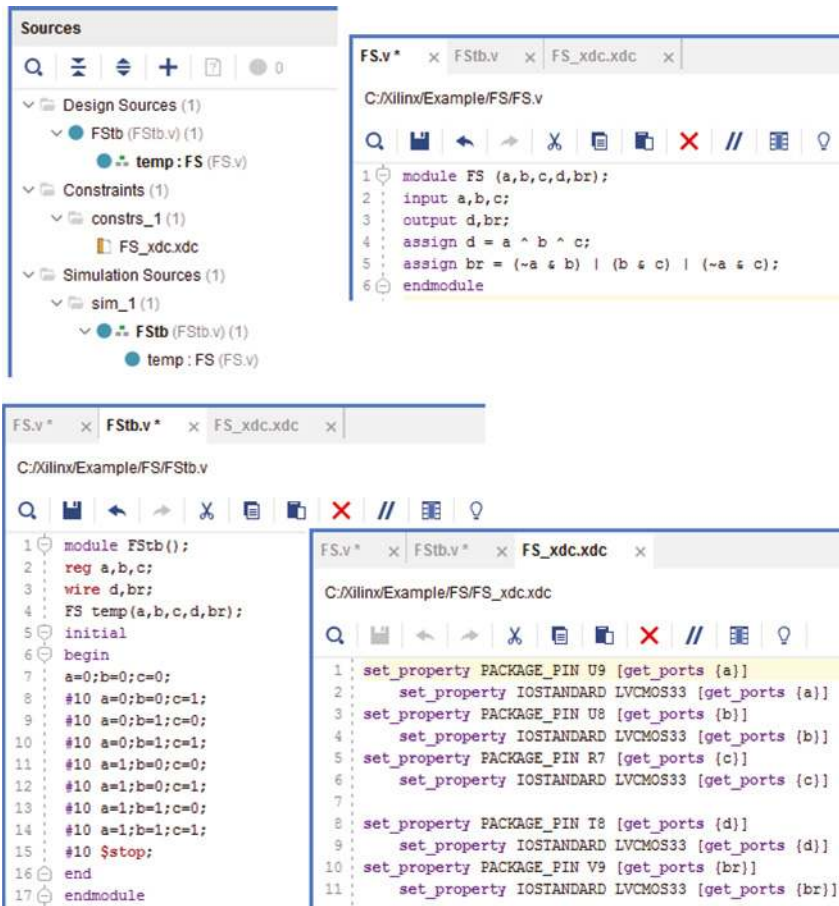 Sources
0
Design Sources (1)
FStb (FStb.v) (1)
temp : FS (FS.v)
Constraints (1)
constrs_1 (1)
FS_xdc.xdc
Simulation Sources (1)
sim_1 (1)
FStb (FStb.v) (1)
temp : FS (FS.v)
FS.v * × FStb.v × FS_xdc.xdc ×
C:/Xilinx/Example/FS/FS.v
1 module FS (a,b,c,d,br);
2 input a,b,c;
3 output d,br;
4 assign d = a ^ b ^ c;
5 assign br = (~a & b) | (b & c) | (~a & c);
6 endmodule
FS.v * × FStb.v * × FS_xdc.xdc ×
C:/Xilinx/Example/FS/FStb.v
1 module FStb();
2 reg a,b,c;
3 wire d,br;
4 FS temp(a,b,c,d,br);
5 initial
6 begin
7 a=0;b=0;c=0;
8 #10 a=0;b=0;c=1;
9 #10 a=0;b=1;c=0;
10 #10 a=0;b=1;c=1;
11 #10 a=1;b=0;c=0;
12 #10 a=1;b=0;c=1;
13 #10 a=1;b=1;c=0;
14 #10 a=1;b=1;c=1;
15 #10 $stop;
16 end
17 endmodule
FS.v * × FStb.v * × FS_xdc.xdc ×
C:/Xilinx/Example/FS/FS_xdc.xdc
1 set_property PACKAGE_PIN U9 [get_ports {a}]
2 set_property IOSTANDARD LVCMOS33 [get_ports {a}]
3 set_property PACKAGE_PIN U8 [get_ports {b}]
4 set_property IOSTANDARD LVCMOS33 [get_ports {b}]
5 set_property PACKAGE_PIN R7 [get_ports {c}]
6 set_property IOSTANDARD LVCMOS33 [get_ports {c}]
7
8 set_property PACKAGE_PIN T8 [get_ports {d}]
9 set_property IOSTANDARD LVCMOS33 [get_ports {d}]
10 set_property PACKAGE_PIN V9 [get_ports {br}]
11 set_property IOSTANDARD LVCMOS33 [get_ports {br}]